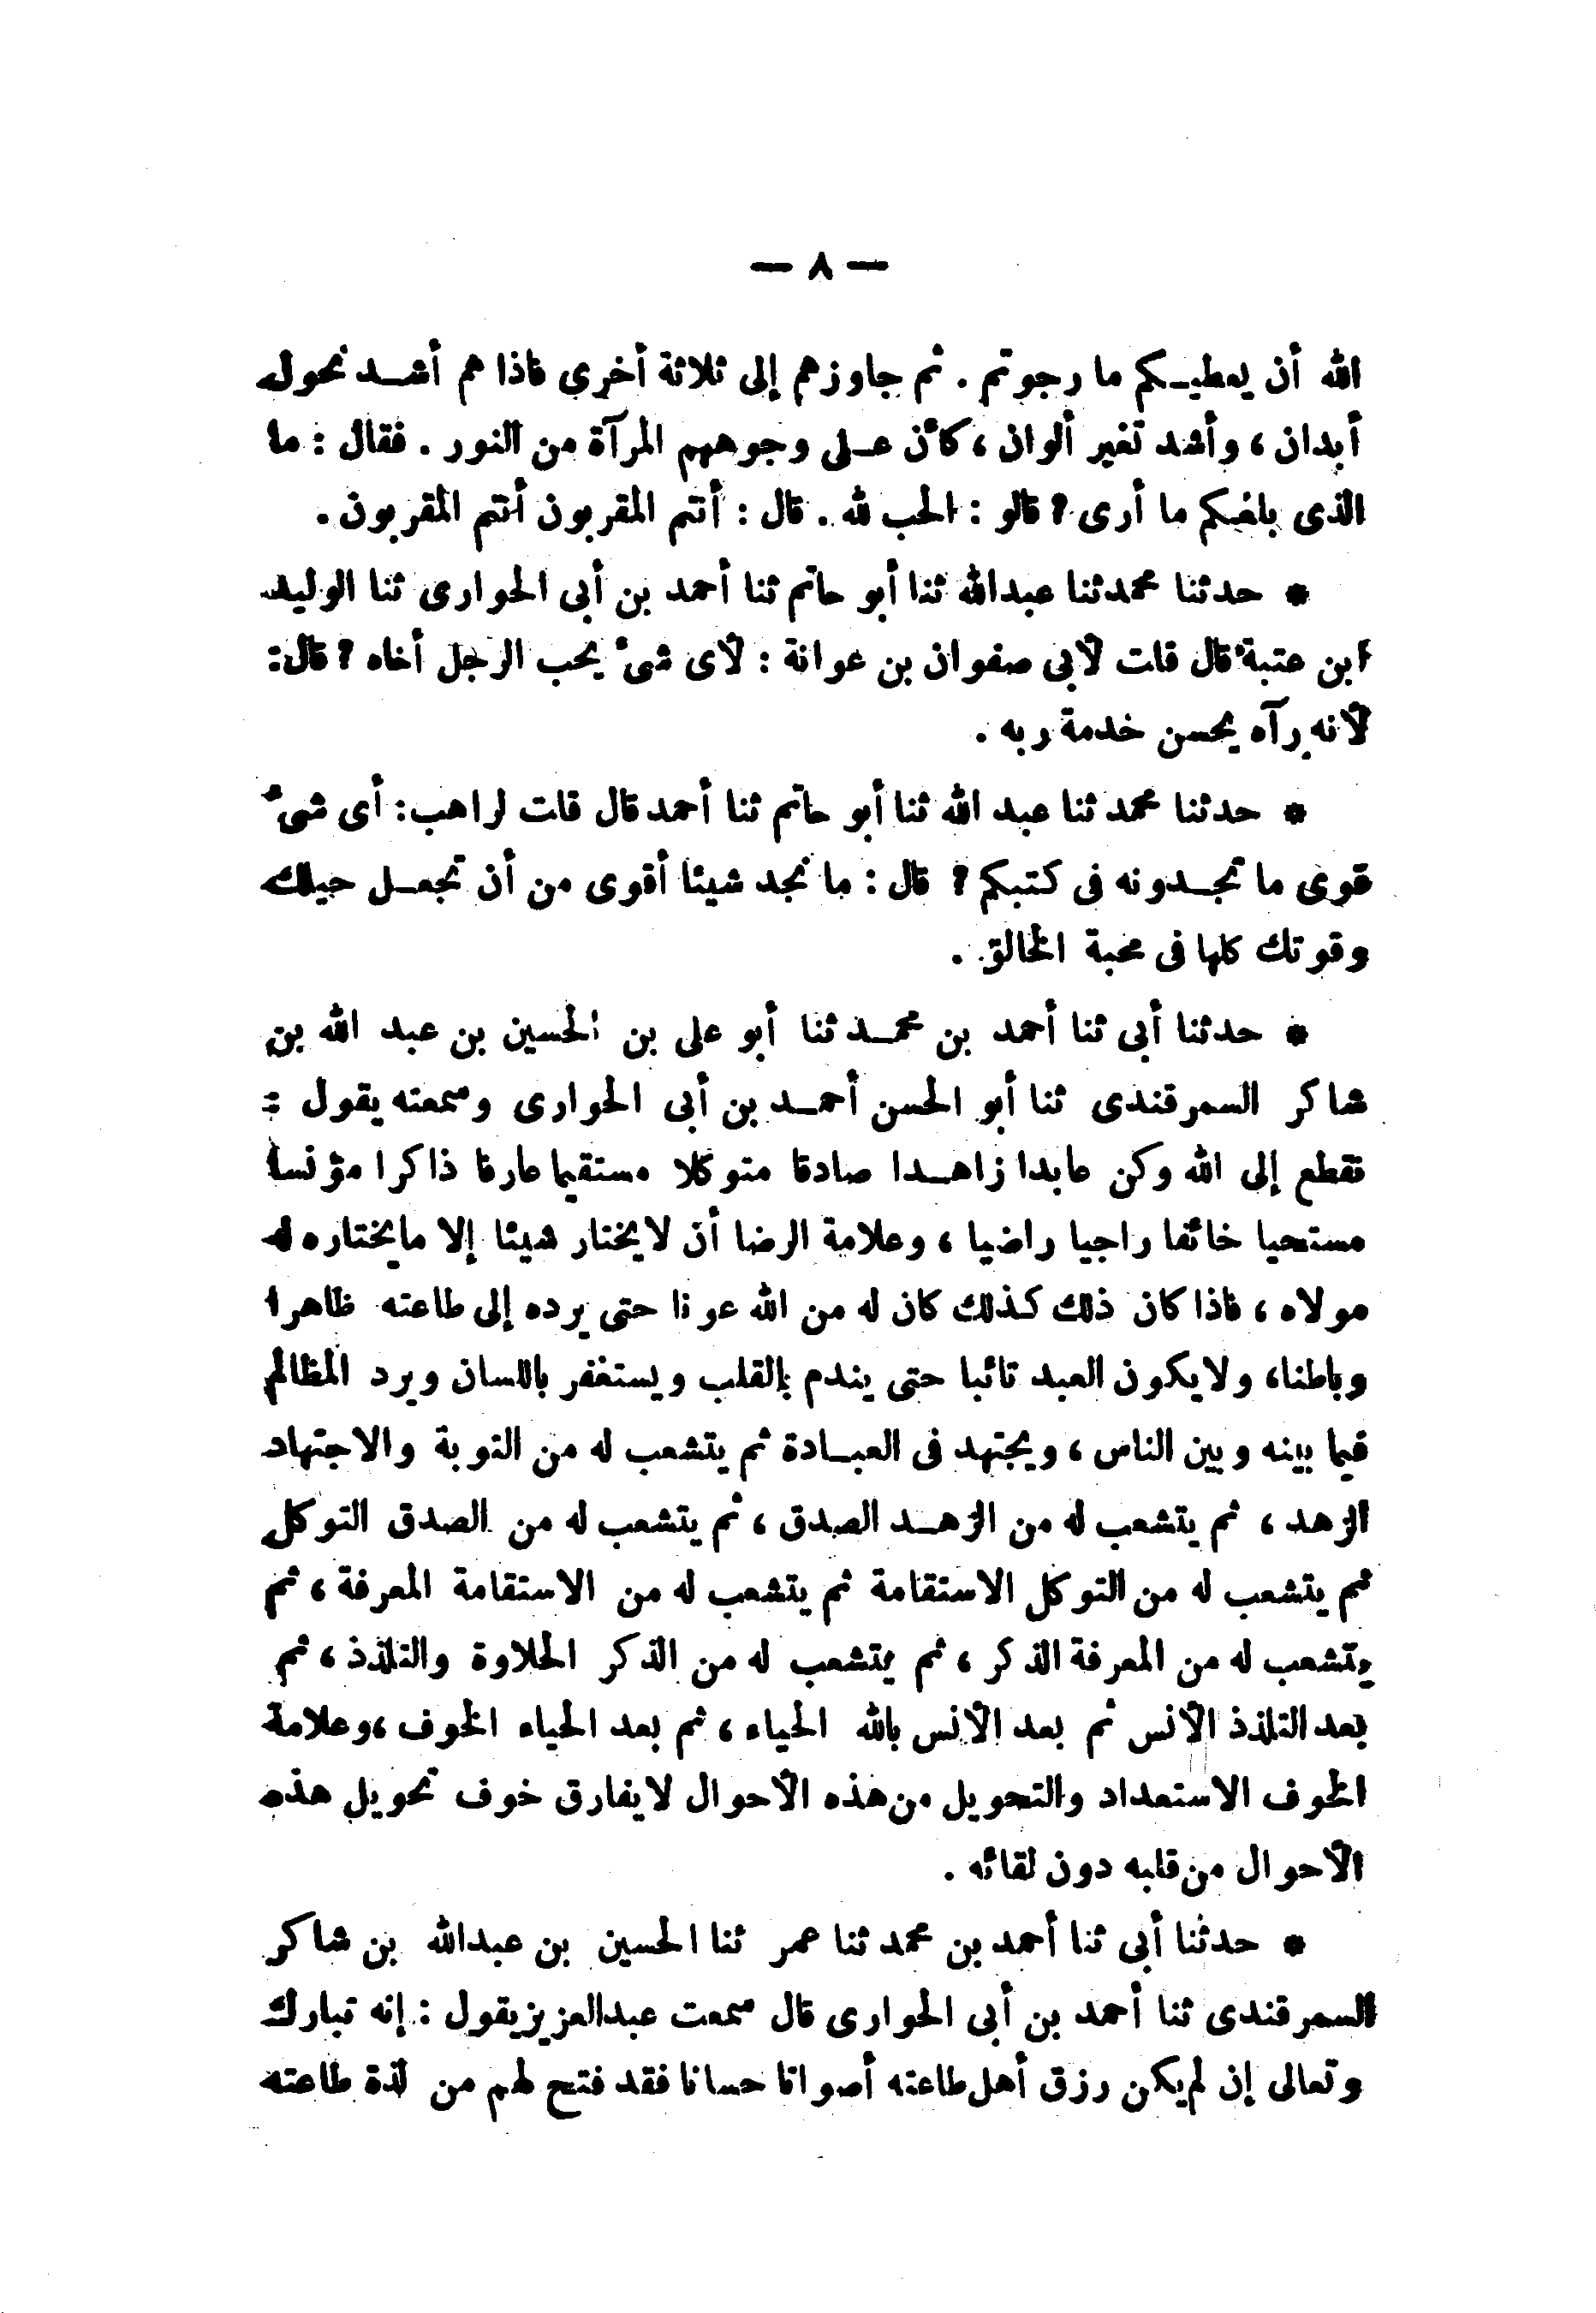 — ٨ —
الله أن يعطيكم ما رجوتم . ثم جاوزهم إلى ثلاثة أخرى فاذا هم أشد نحول
أبدان ، وأشد تغير ألوان ، كأن على وجوههم المرآة من النور . فقال : ما
الذى بلغكم ما أرى ؟ قالو : الحب لله . قال : أنتم المقربون أنتم المقربون .
* حدثنا محمد ثنا عبدالله ثنا أبو حاتم ثنا أحمد بن أبى الحوارى ثنا الوليد
ابن عتبة قال قلت لأبى صفوان بن عوانة : لأى شىء يحب الرجل أخاه ؟ قال :
لأنه رآه يحسن خدمة ربه .
* حدثنا محمد ثنا عبد الله ثنا أبو حاتم ثنا أحمد قال قلت لراهب : أى شىء
قوى ما تجدونه فى كتبكم ؟ قال : ما نجد شيئا أقوى من أن تجعل حيلك
وقوتك كلها فى محبة الخالق .
* حدثنا أبى ثنا أحمد بن محمد ثنا أبو على بن الحسين بن عبد الله بن
شاكر السمرقندى ثنا أبو الحسن أحمد بن أبى الحوارى وسمعته يقول :
تقطع إلى الله وكن عابدا زاهدا صادقا متوكلا مستقيما عارفا ذاكرا مؤنسا
مستحيا خائفا راجيا راضيا ، وعلامة الرضا أن لايختار شيئا إلا مايختاره له
مولاه ، فاذا كان ذلك كذلك كان له من الله عونا حتى يرده إلى طاعته ظاهرا
وباطنا، ولايكون العبد تائبا حتى يندم بالقلب ويستغفر باللسان ويرد المظالم
فيما بينه وبين الناس ، ويجتهد فى العبادة ثم يتشعب له من التوبة والاجتهاد
الزهد ، ثم يتشعب له من الزهد الصدق ، ثم يتشعب له من الصدق التوكل
ثم يتشعب له من التوكل الاستقامة ثم يتشعب له من الاستقامة المعرفة ، ثم
يتشعب له من المعرفة الذكر ، ثم يتشعب له من الذكر الحلاوة والتلذذ ، ثم
بعد التلذذ الأنس ثم بعد الأنس بالله الحياء ، ثم بعد الحياء الخوف ، وعلامة
الخوف الاستعداد والتحويل من هذه الأحوال لايفارق خوف تحويل هذه
الأحوال من قلبه دون لقائه .
* حدثنا أبى ثنا أحمد بن محمد ثنا عمر ثنا الحسين بن عبدالله بن شاكر
السمرقندى ثنا أحمد بن أبى الحوارى قال سمعت عبدالعزيز يقول : إنه تبارك
وتعالى إن لم يكن رزق أهل طاعته أصواتا حسانا فقد فتح لهم من لذة طاعته